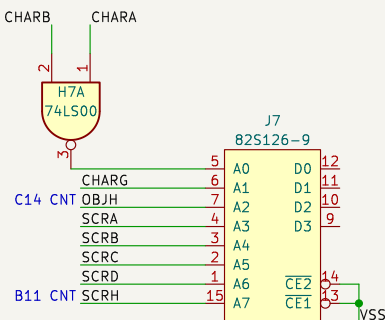 CHARB CHARA
2 1
H7A
74LS00
3
J7
82S126-9
5 A0 D0 12
CHARG 6 A1 D1 11
C14 CNT OBJH 7 A2 D2 10
SCRA 4 A3 D3 9
SCRB 3 A4
SCRC 2 A5
SCRD 1 A6 CE2 14
B11 CNT SCRH 15 A7 CE1 13
VSS